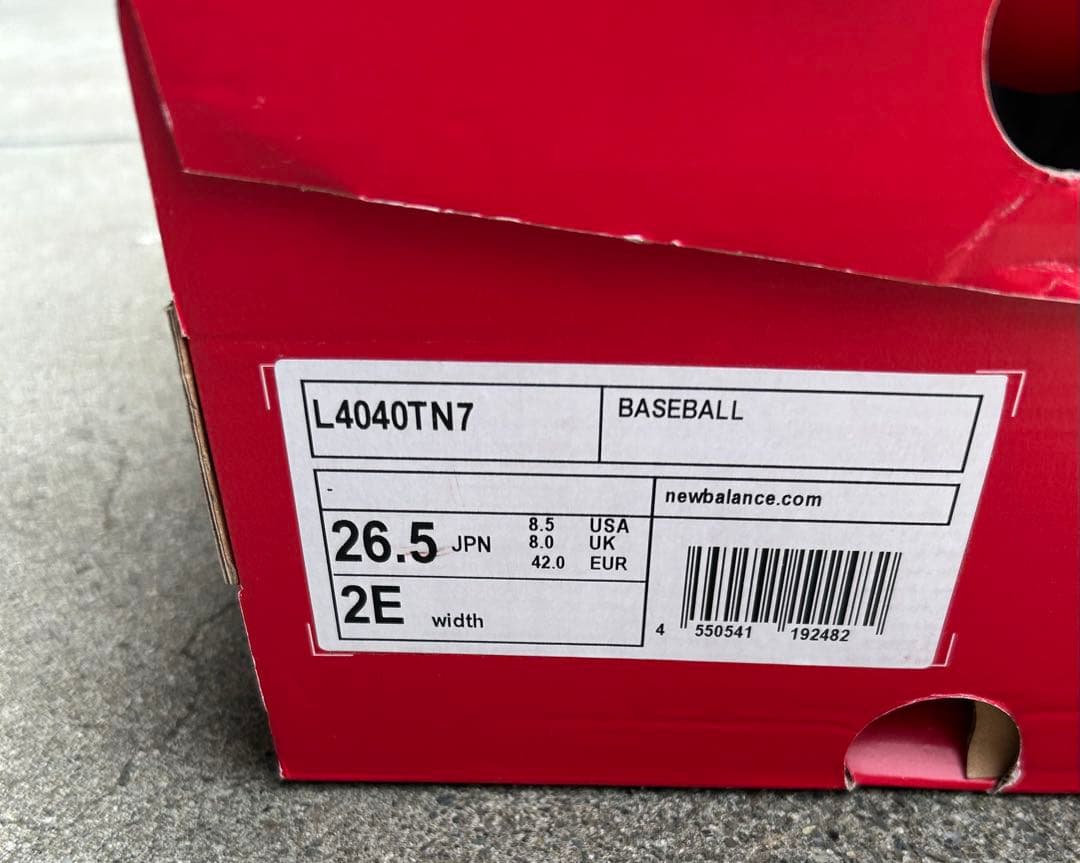 L4040TN7
BASEBALL
-
newbalance.com
26.5 JPN
8.5 USA
8.0 UK
42.0 EUR
2E width
4 550541 192482